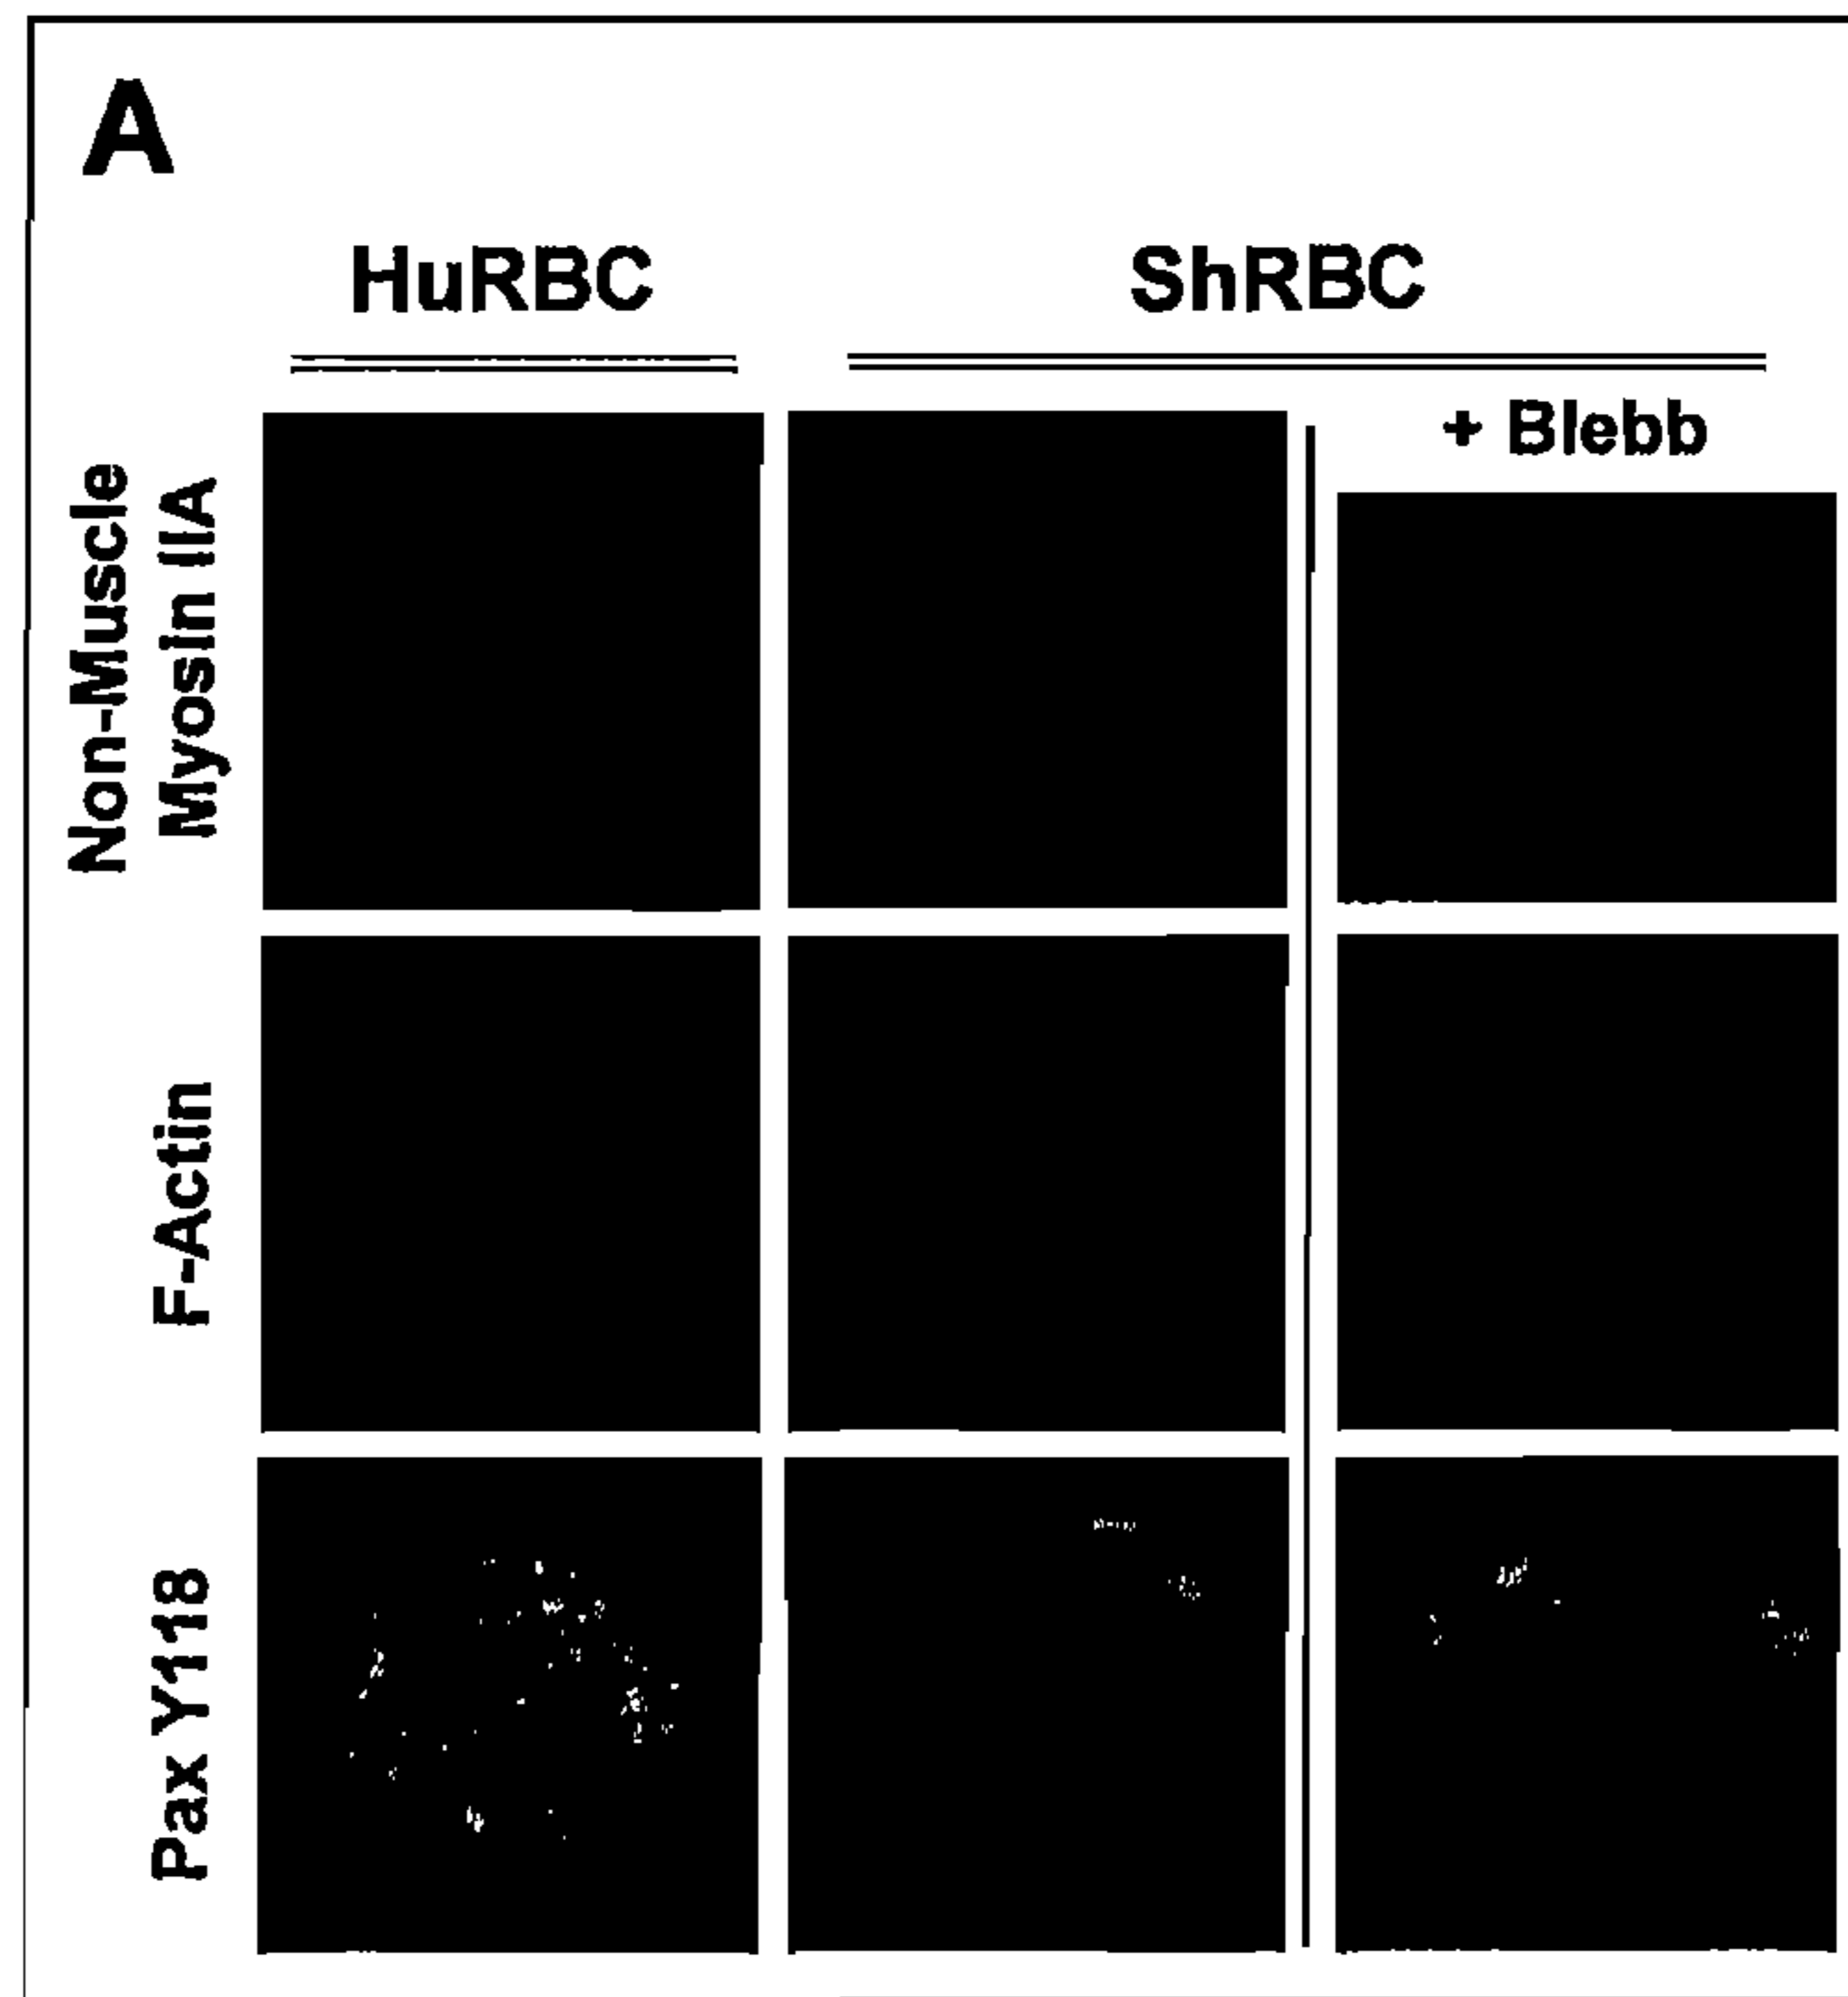 A
HuRBC
ShRBC
+ Blebb
Non-Muscle
Myosin IIA
F-Actin
Pax Y118